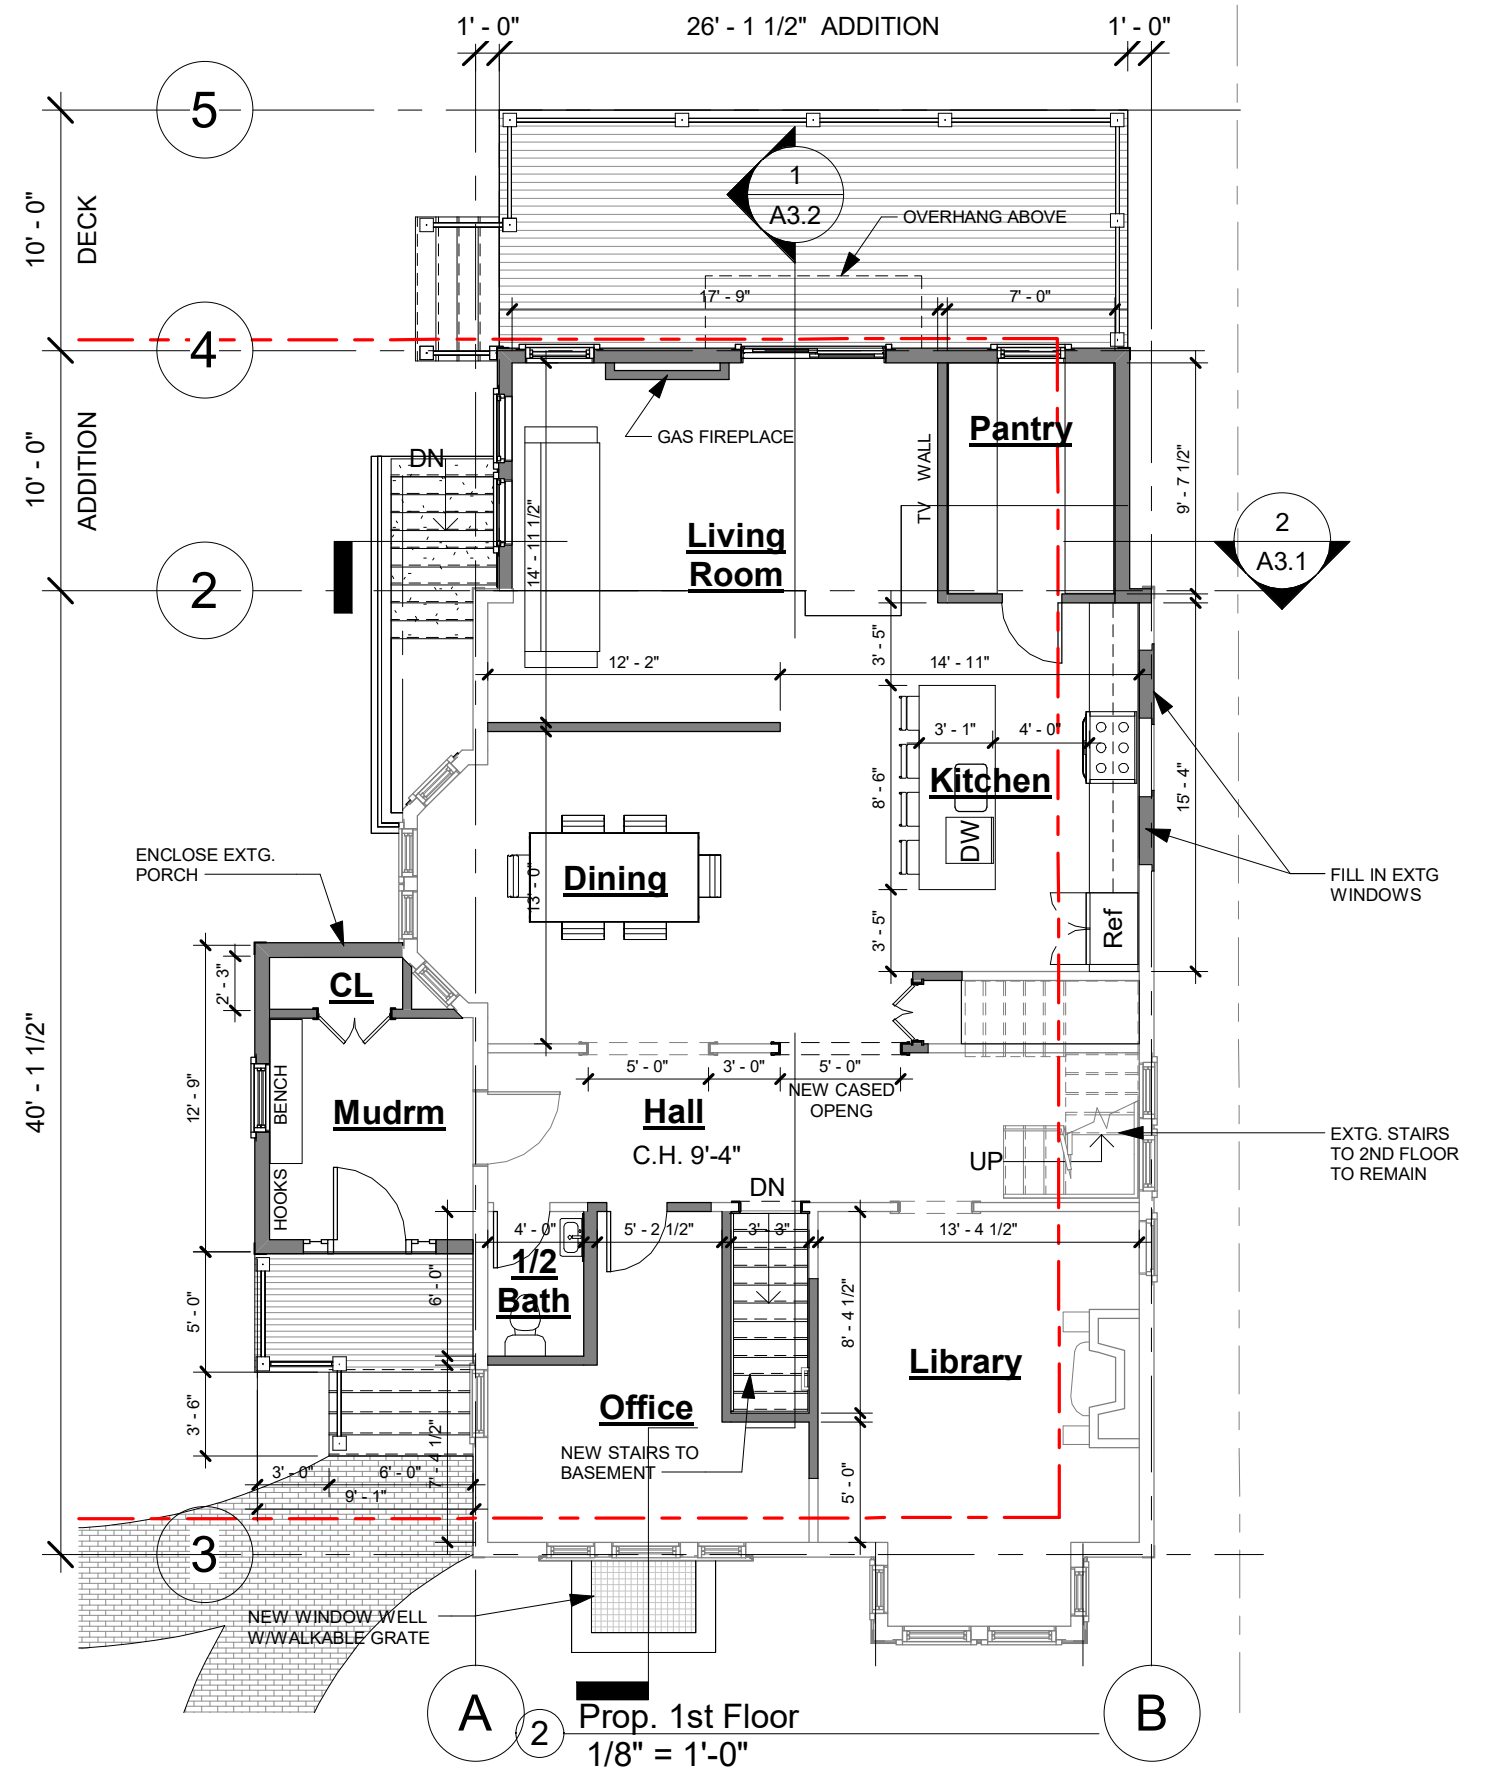 1' - 0"
26' - 1 1/2" ADDITION
1' - 0"
5
10' - 0"
DECK
1
A3.2
OVERHANG ABOVE
17' - 9"
7' - 0"
4
10' - 0"
ADDITION
GAS FIREPLACE
Pantry
TV WALL
9' - 7 1/2"
DN
14' - 11 1/2"
Living
Room
2
A3.1
2
3' - 5"
12' - 2"
14' - 11"
3' - 1"
4' - 0"
Kitchen
8' - 6"
15' - 4"
DW
ENCLOSE EXTG.
PORCH
Dining
13' - 0"
FILL IN EXTG
WINDOWS
Ref
3' - 5"
2' - 3"
CL
40' - 1 1/2"
12' - 9"
BENCH
HOOKS
Mudrm
5' - 0"
3' - 0"
5' - 0"
NEW CASED
OPENG
Hall
C.H. 9'-4"
UP
EXTG. STAIRS
TO 2ND FLOOR
TO REMAIN
DN
4' - 0"
5' - 2 1/2"
3' - 3"
13' - 4 1/2"
1/2
Bath
6' - 0"
5' - 0"
8' - 4 1/2"
Library
Office
3' - 6"
7' - 4 1/2"
NEW STAIRS TO
BASEMENT
5' - 0"
3' - 0"
6' - 0"
9' - 1"
3
NEW WINDOW WELL
W/WALKABLE GRATE
A
B
2
Prop. 1st Floor
1/8" = 1'-0"